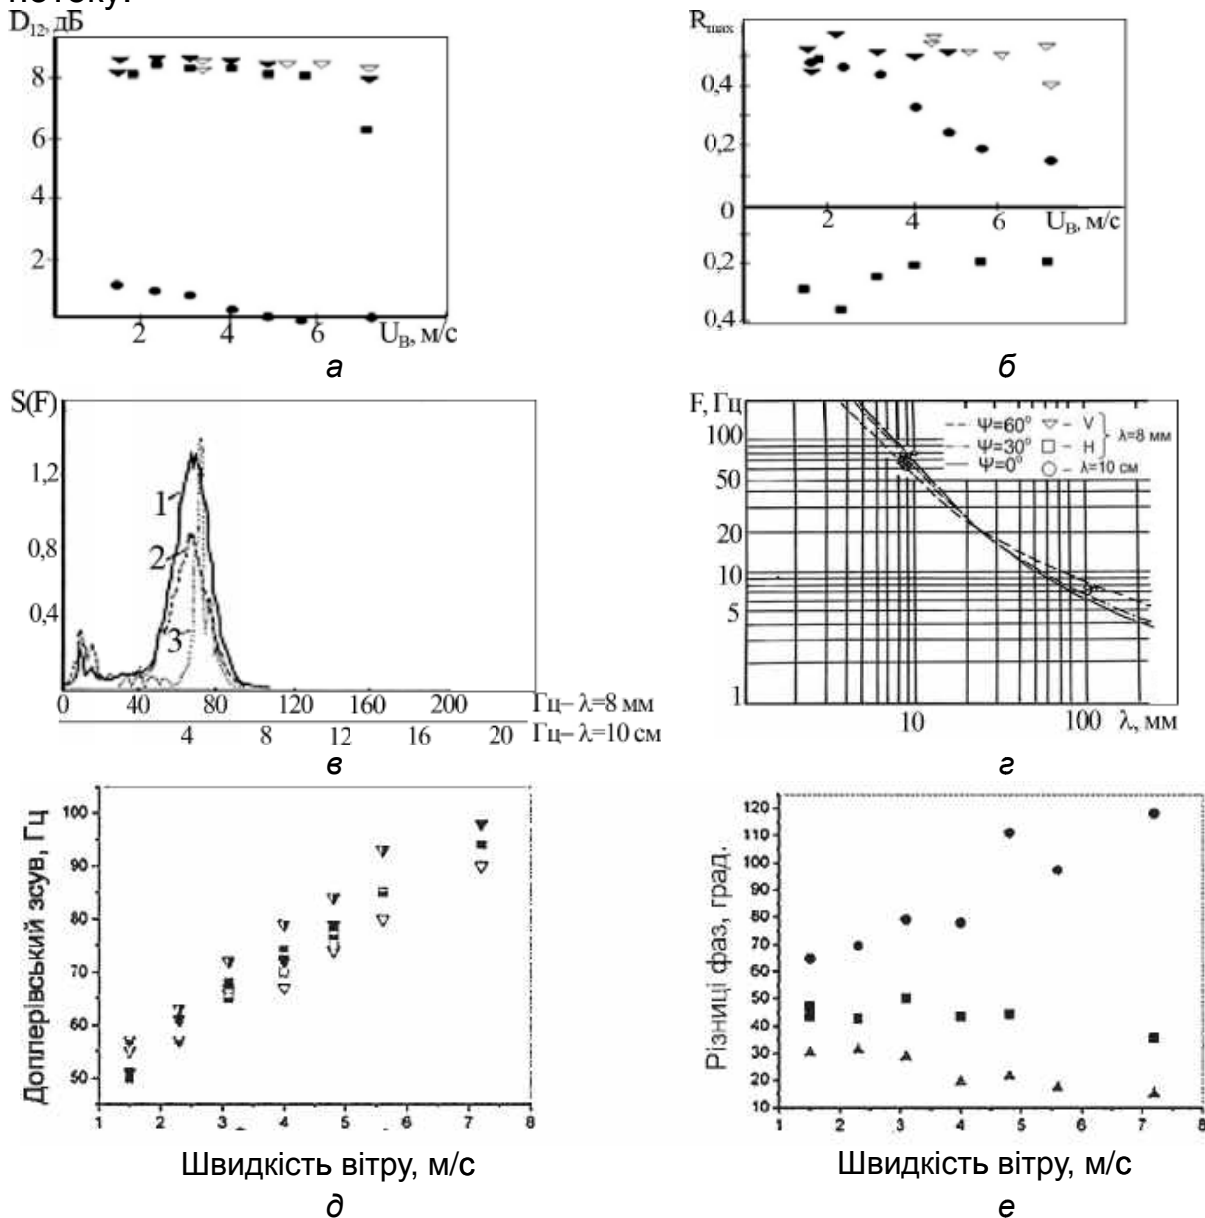 потоку.
D₁₂, дБ
8
6
4
2
2 4 6 U_В, м/с
а
R_max
0,4
0,2
0
2 4 6 U_В, м/с
0,2
0,4
б
S(F)
1,2
0,8
0,4
1
2
3
0 40 80 120 160 200 Гц– λ=8 мм
4 8 12 16 20 Гц– λ=10 см
в
F, Гц
100
50
20
10
5
1
Ψ=60° – V
Ψ=30° – H
λ=8 мм
Ψ=0° – λ=10 см
10 100 λ, мм
г
Допплерівський зсув, Гц
100
90
80
70
60
50
1 2 3 4 5 6 7 8
Швидкість вітру, м/с
д
Різниці фаз, град.
120
110
100
90
80
70
60
50
40
30
20
10
1 2 3 4 5 6 7 8
Швидкість вітру, м/с
е